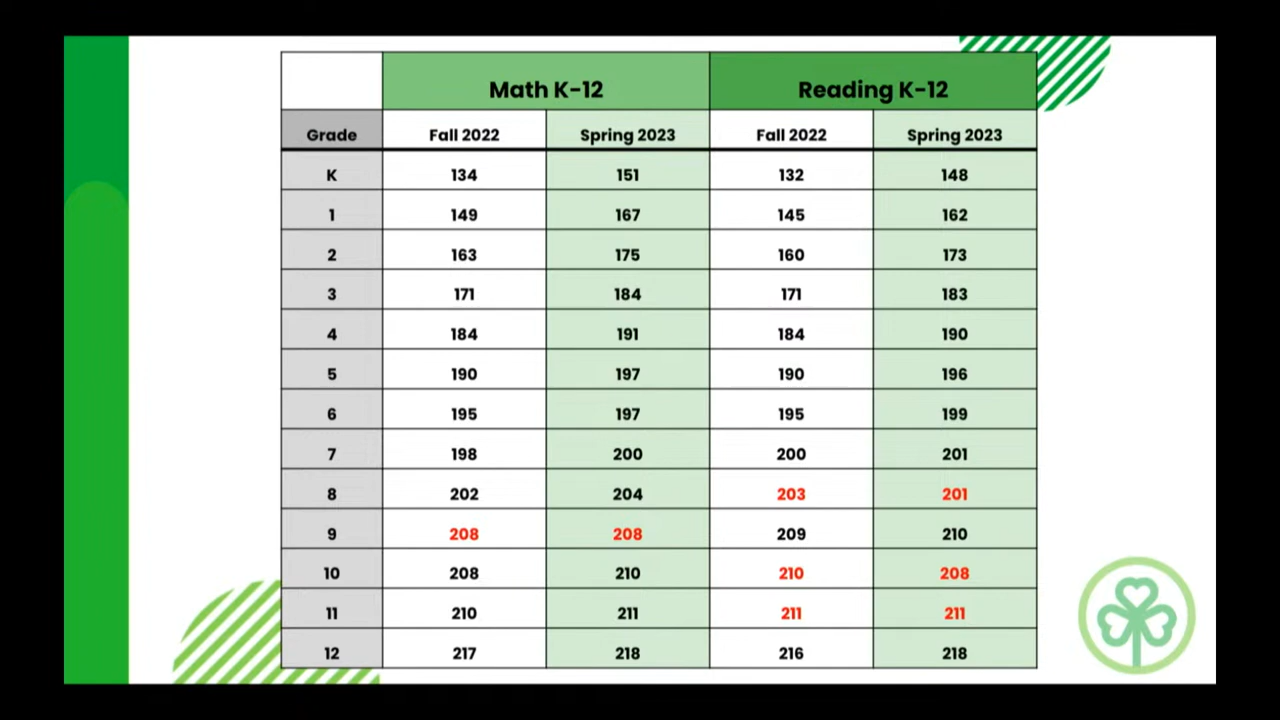 Math K-12 Reading K-12
Grade Fall 2022 Spring 2023 Fall 2022 Spring 2023
K 134 151 132 148
1 149 167 145 162
2 163 175 160 173
3 171 184 171 183
4 184 191 184 190
5 190 197 190 196
6 195 197 195 199
7 198 200 200 201
8 202 204 203 201
9 208 208 209 210
10 208 210 210 208
11 210 211 211 211
12 217 218 216 218